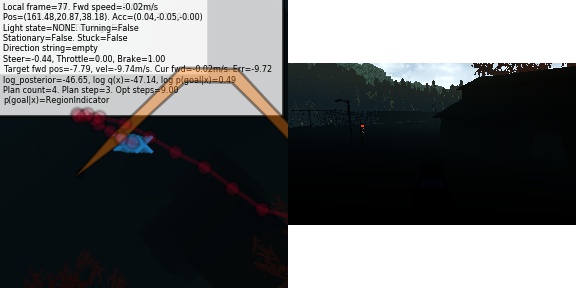 Local frame=77. Fwd speed=-0.02m/s
Pos=(161.48,20.87,38.18). Acc=(0.04,-0.05,-0.00)
Light state=NONE. Turning=False
Stationary=False. Stuck=False
Direction string=empty
Steer=-0.44, Throttle=0.00, Brake=1.00
Target fwd pos=-7.79, vel=-9.74m/s. Cur fwd=-0.02m/s. Err=-9.72
log_posterior=-46.65, log q(x)=-47.14, log p(goal|x)=0.49
Plan count=4. Plan step=3. Opt steps=9.00
p(goal|x)=RegionIndicator